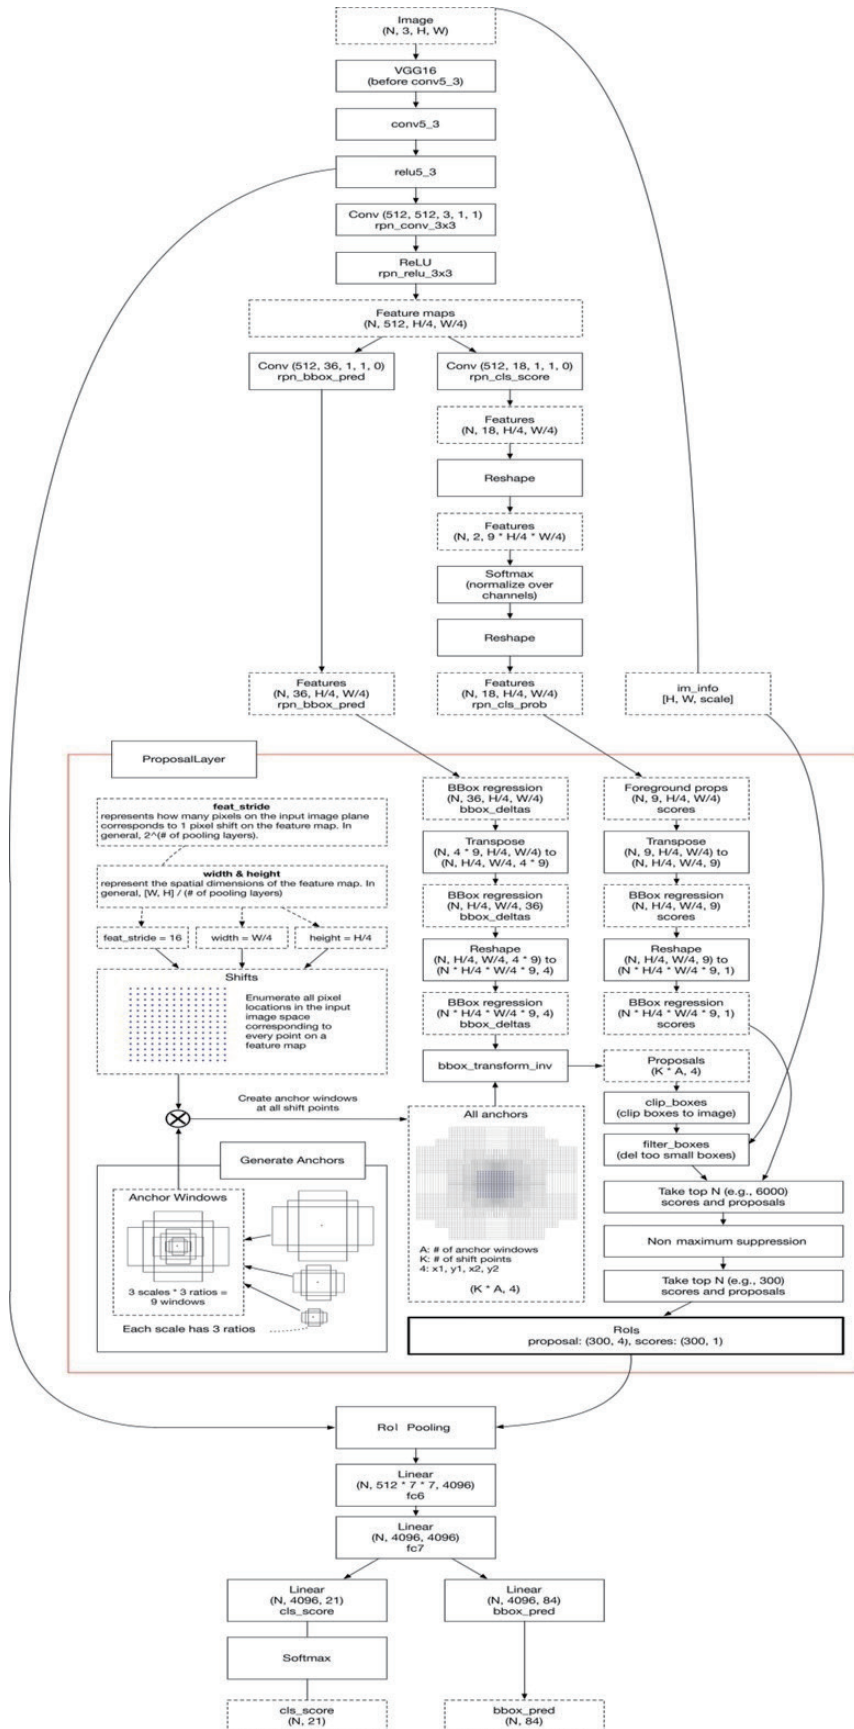 Image
(N, 3, H, W)
VGG16
(before conv5_3)
conv5_3
relu5_3
Conv (512, 512, 3, 1, 1)
rpn_conv_3x3
ReLU
rpn_relu_3x3
Feature maps
(N, 512, H/4, W/4)
Conv (512, 36, 1, 1, 0)
rpn_bbox_pred
Conv (512, 18, 1, 1, 0)
rpn_cls_score
Features
(N, 18, H/4, W/4)
Reshape
Features
(N, 2, 9 * H/4 * W/4)
Softmax
(normalize over
channels)
Reshape
Features
(N, 36, H/4, W/4)
rpn_bbox_pred
Features
(N, 18, H/4, W/4)
rpn_cls_prob
im_info
[H, W, scale]
ProposalLayer
feat_stride
represents how many pixels on the input image plane
corresponds to 1 pixel shift on the feature map. In
general, 2^(# of pooling layers).
width & height
represent the spatial dimensions of the feature map. In
general, [W, H] / (# of pooling layers)
feat_stride = 16
width = W/4
height = H/4
Shifts
Enumerate all pixel
locations in the input
image space
corresponding to
every point on a
feature map
Create anchor windows
at all shift points
Generate Anchors
Anchor Windows
3 scales * 3 ratios =
9 windows
Each scale has 3 ratios
BBox regression
(N, 36, H/4, W/4)
bbox_deltas
Transpose
(N, 4 * 9, H/4, W/4) to
(N, H/4, W/4, 4 * 9)
BBox regression
(N, H/4, W/4, 36)
bbox_deltas
Reshape
(N, H/4, W/4, 4 * 9) to
(N * H/4 * W/4 * 9, 4)
BBox regression
(N * H/4 * W/4 * 9, 4)
bbox_deltas
bbox_transform_inv
All anchors
A: # of anchor windows
K: # of shift points
4: x1, y1, x2, y2
(K * A, 4)
Foreground props
(N, 9, H/4, W/4)
scores
Transpose
(N, 9, H/4, W/4) to
(N, H/4, W/4, 9)
BBox regression
(N, H/4, W/4, 9)
scores
Reshape
(N, H/4, W/4, 9) to
(N * H/4 * W/4 * 9, 1)
BBox regression
(N * H/4 * W/4 * 9, 1)
scores
Proposals
(K * A, 4)
clip_boxes
(clip boxes to image)
filter_boxes
(del too small boxes)
Take top N (e.g., 6000)
scores and proposals
Non maximum suppression
Take top N (e.g., 300)
scores and proposals
RoIs
proposal: (300, 4), scores: (300, 1)
RoI Pooling
Linear
(N, 512 * 7 * 7, 4096)
fc6
Linear
(N, 4096, 4096)
fc7
Linear
(N, 4096, 21)
cls_score
Linear
(N, 4096, 84)
bbox_pred
Softmax
cls_score
(N, 21)
bbox_pred
(N, 84)